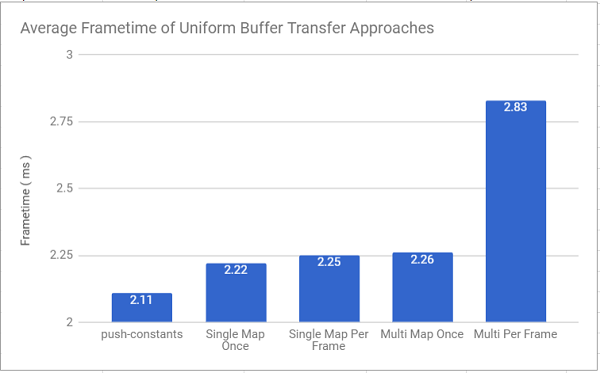 Average Frametime of Uniform Buffer Transfer Approaches
3
2.75
2.5
2.25
2
Frametime ( ms )
2.11
2.22
2.25
2.26
2.83
push-constants
Single Map
Once
Single Map Per
Frame
Multi Map Once
Multi Per Frame